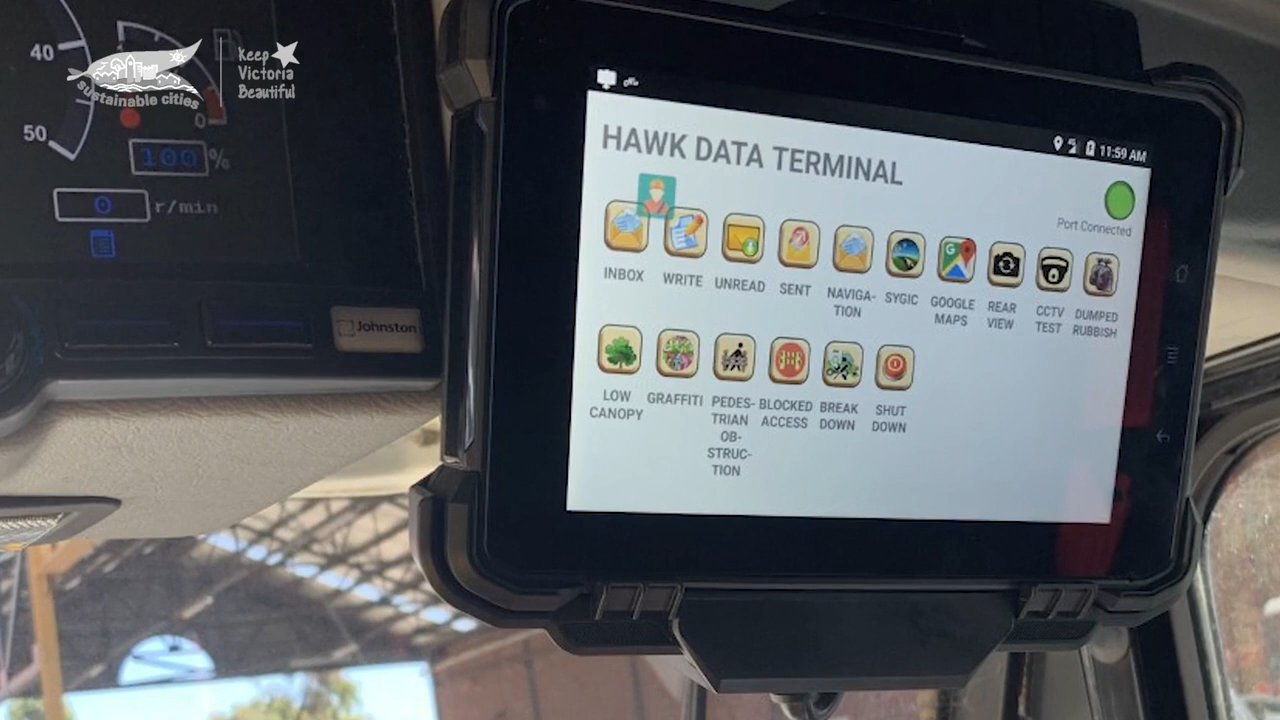 40
50
0
100 %
0 r/min
sustainable cities
Keep
Victoria
Beautiful
Johnston
11:59 AM
HAWK DATA TERMINAL
Port Connected
INBOX
WRITE
UNREAD
SENT
NAVIGA-
TION
SYGIC
GOOGLE
MAPS
REAR
VIEW
CCTV
TEST
DUMPED
RUBBISH
LOW
CANOPY
GRAFFITI
PEDES-
TRIAN
OB-
STRUC-
TION
BLOCKED
ACCESS
BREAK
DOWN
SHUT
DOWN